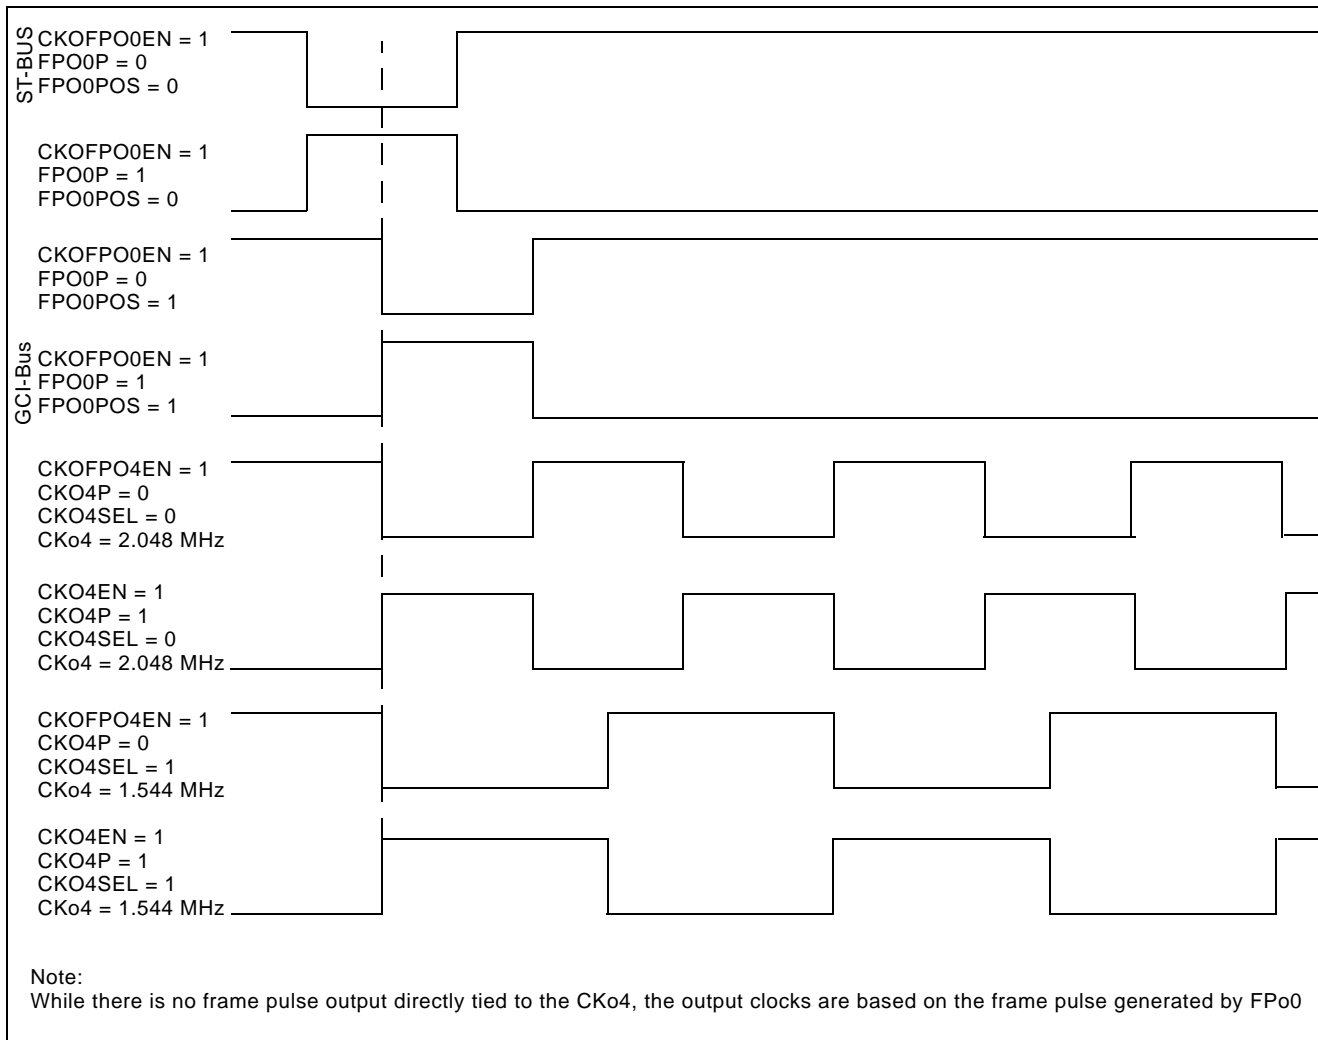 ST-BUS
CKOFPO0EN = 1
FPO0P = 0
FPO0POS = 0
CKOFPO0EN = 1
FPO0P = 1
FPO0POS = 0
CKOFPO0EN = 1
FPO0P = 0
FPO0POS = 1
GCI-Bus
CKOFPO0EN = 1
FPO0P = 1
FPO0POS = 1
CKOFPO4EN = 1
CKO4P = 0
CKO4SEL = 0
CKo4 = 2.048 MHz
CKO4EN = 1
CKO4P = 1
CKO4SEL = 0
CKo4 = 2.048 MHz
CKOFPO4EN = 1
CKO4P = 0
CKO4SEL = 1
CKo4 = 1.544 MHz
CKO4EN = 1
CKO4P = 1
CKO4SEL = 1
CKo4 = 1.544 MHz
Note:
While there is no frame pulse output directly tied to the CKo4, the output clocks are based on the frame pulse generated by FPo0